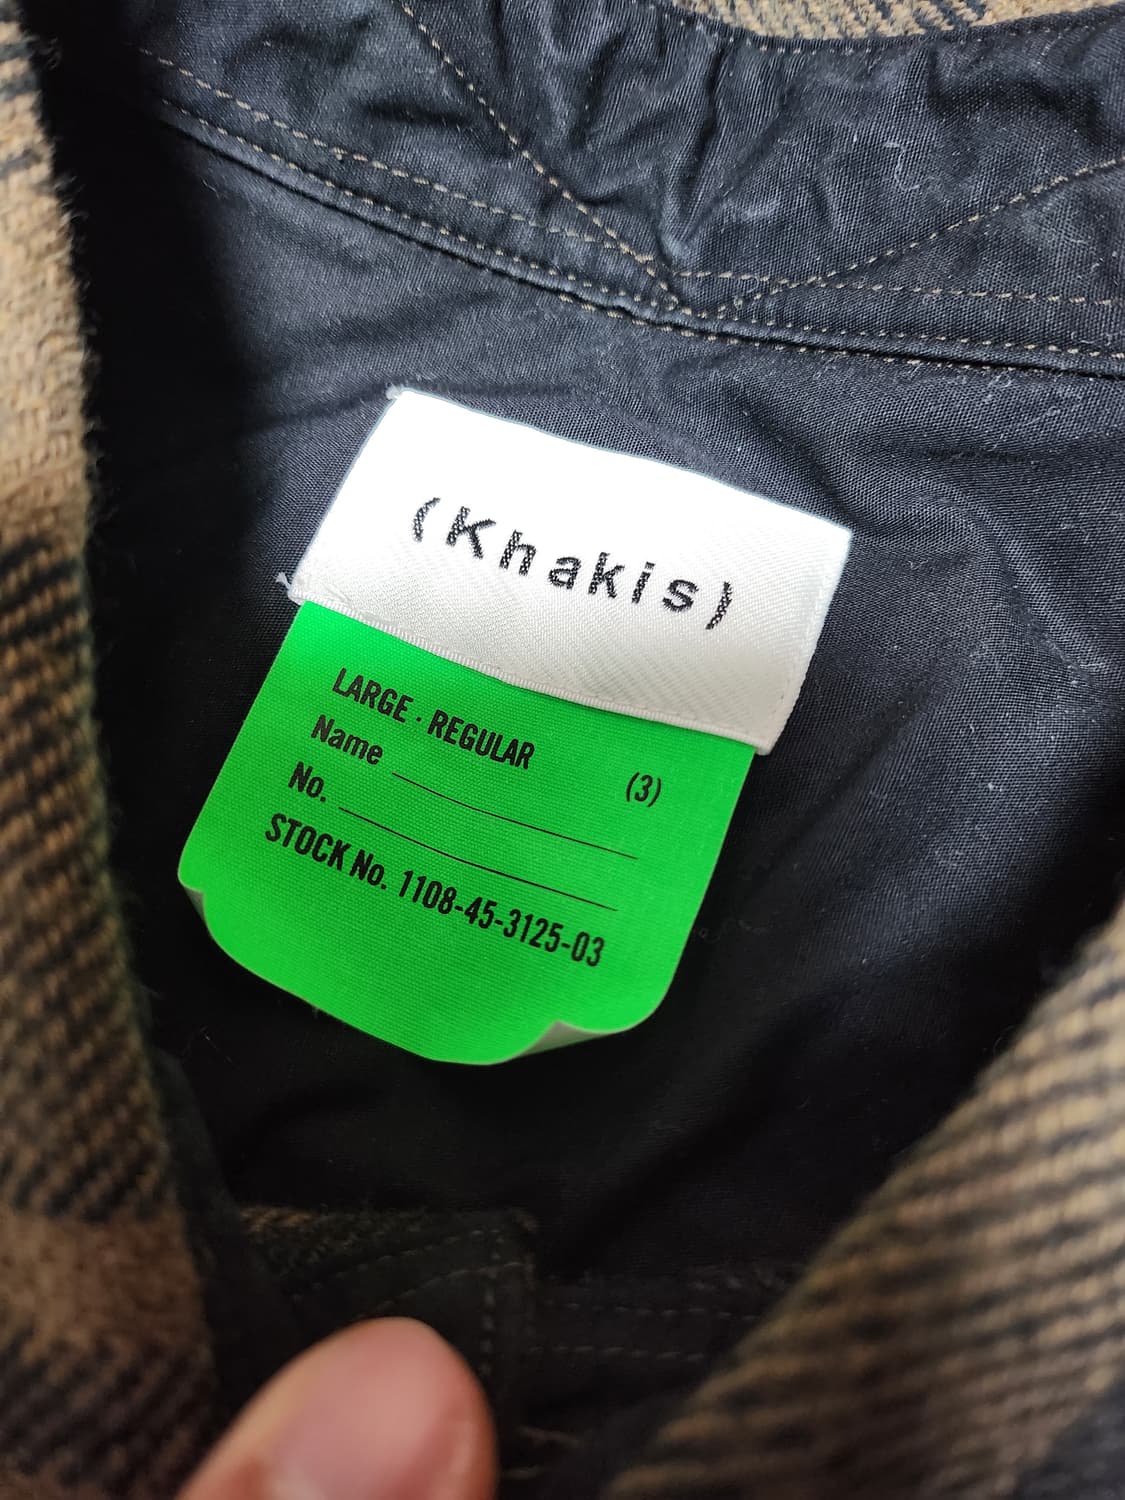 (Khakis)
LARGE · REGULAR
(3)
Name
No.
STOCK No. 1108-45-3125-03